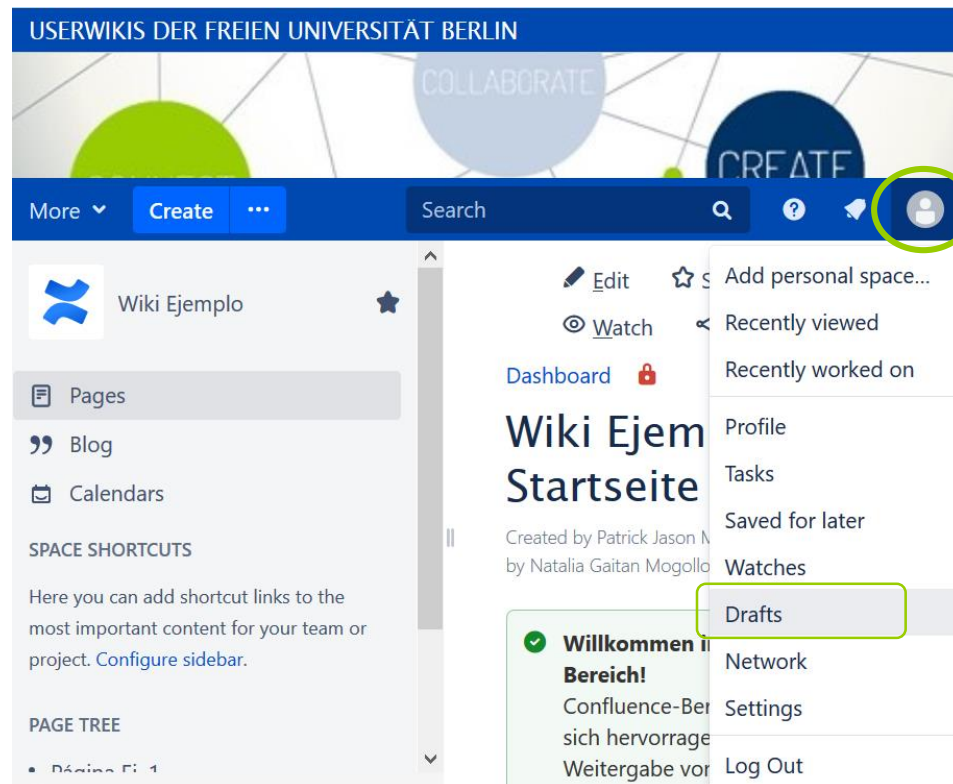 USERWIKIS DER FREIEN UNIVERSITÄT BERLIN
COLLABORATE
CONNECT
CREATE
More
Create
Search
Wiki Ejemplo
Pages
Blog
Calendars
SPACE SHORTCUTS
Here you can add shortcut links to the
most important content for your team or
project. Configure sidebar.
PAGE TREE
Página Ej. 1
Edit
Watch
Dashboard
Wiki Ejem
Startseite
Created by Patrick Jason
by Natalia Gaitan Mogollo
Willkommen
Bereich!
Confluence-Ber
sich hervorrage
Weitergabe vor
Add personal space...
Recently viewed
Recently worked on
Profile
Tasks
Saved for later
Watches
Drafts
Network
Settings
Log Out